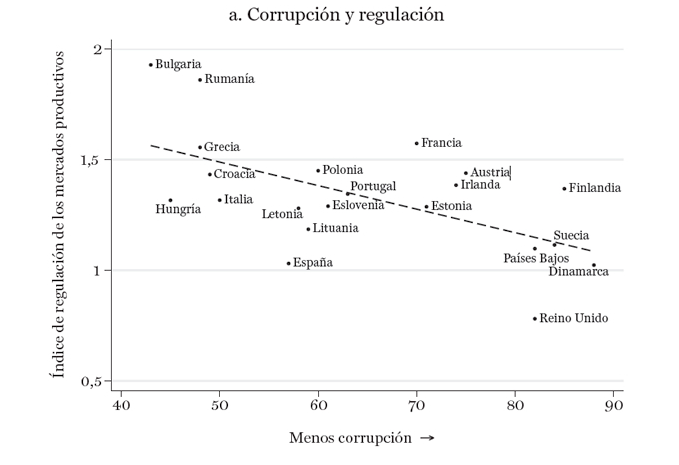 a. Corrupción y regulación
Índice de regulación de los mercados productivos
2
1,5
1
0,5
Bulgaria
Rumanía
Francia
Grecia
Croacia
Polonia
Austria
Irlanda
Portugal
Finlandia
Hungría
Italia
Letonia
Eslovenia
Estonia
Lituania
Suecia
Países Bajos
España
Dinamarca
Reino Unido
40 50 60 70 80 90
Menos corrupción →